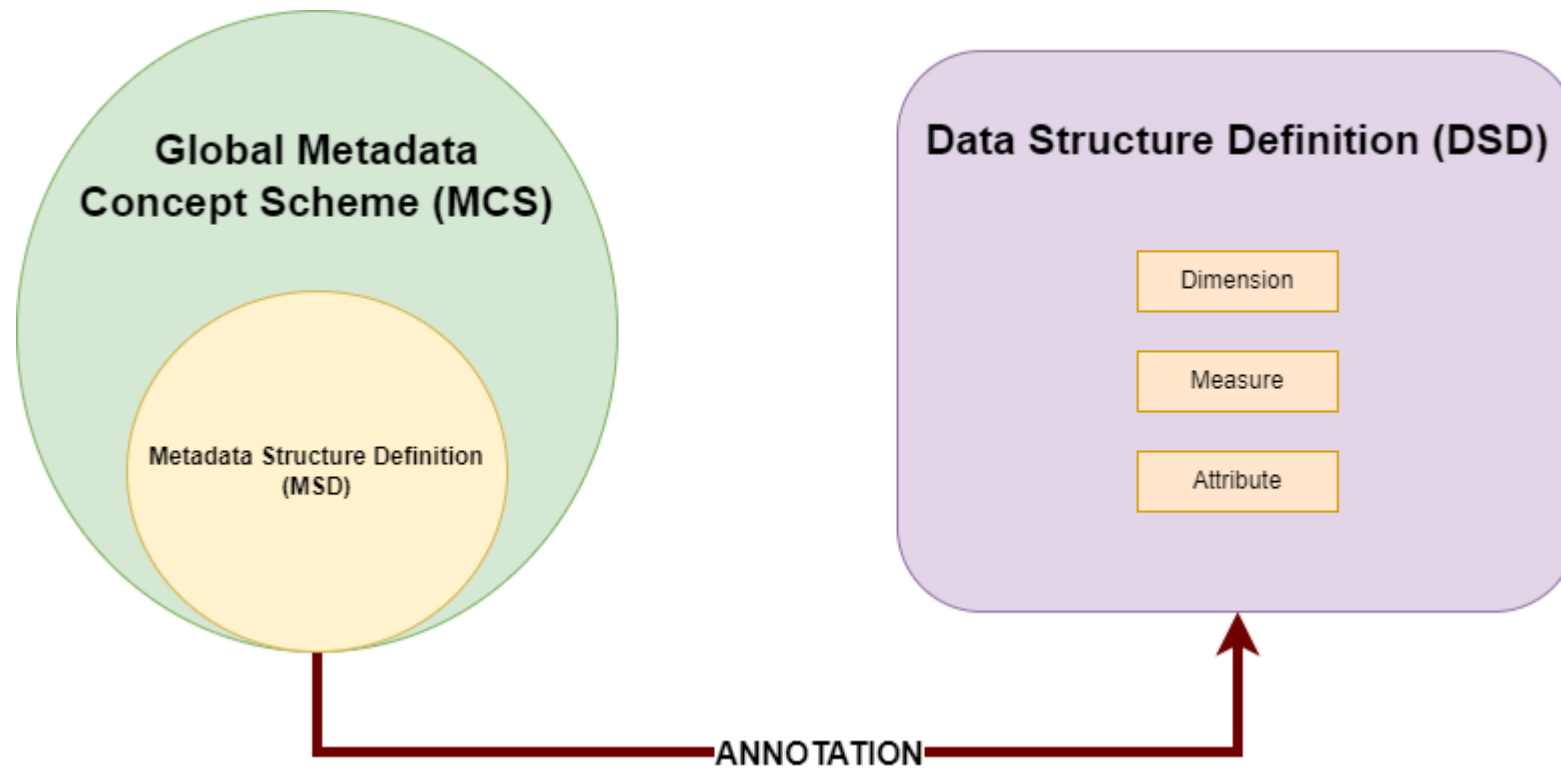 Global Metadata
Concept Scheme (MCS)
Metadata Structure Definition
(MSD)
Data Structure Definition (DSD)
Dimension
Measure
Attribute
ANNOTATION